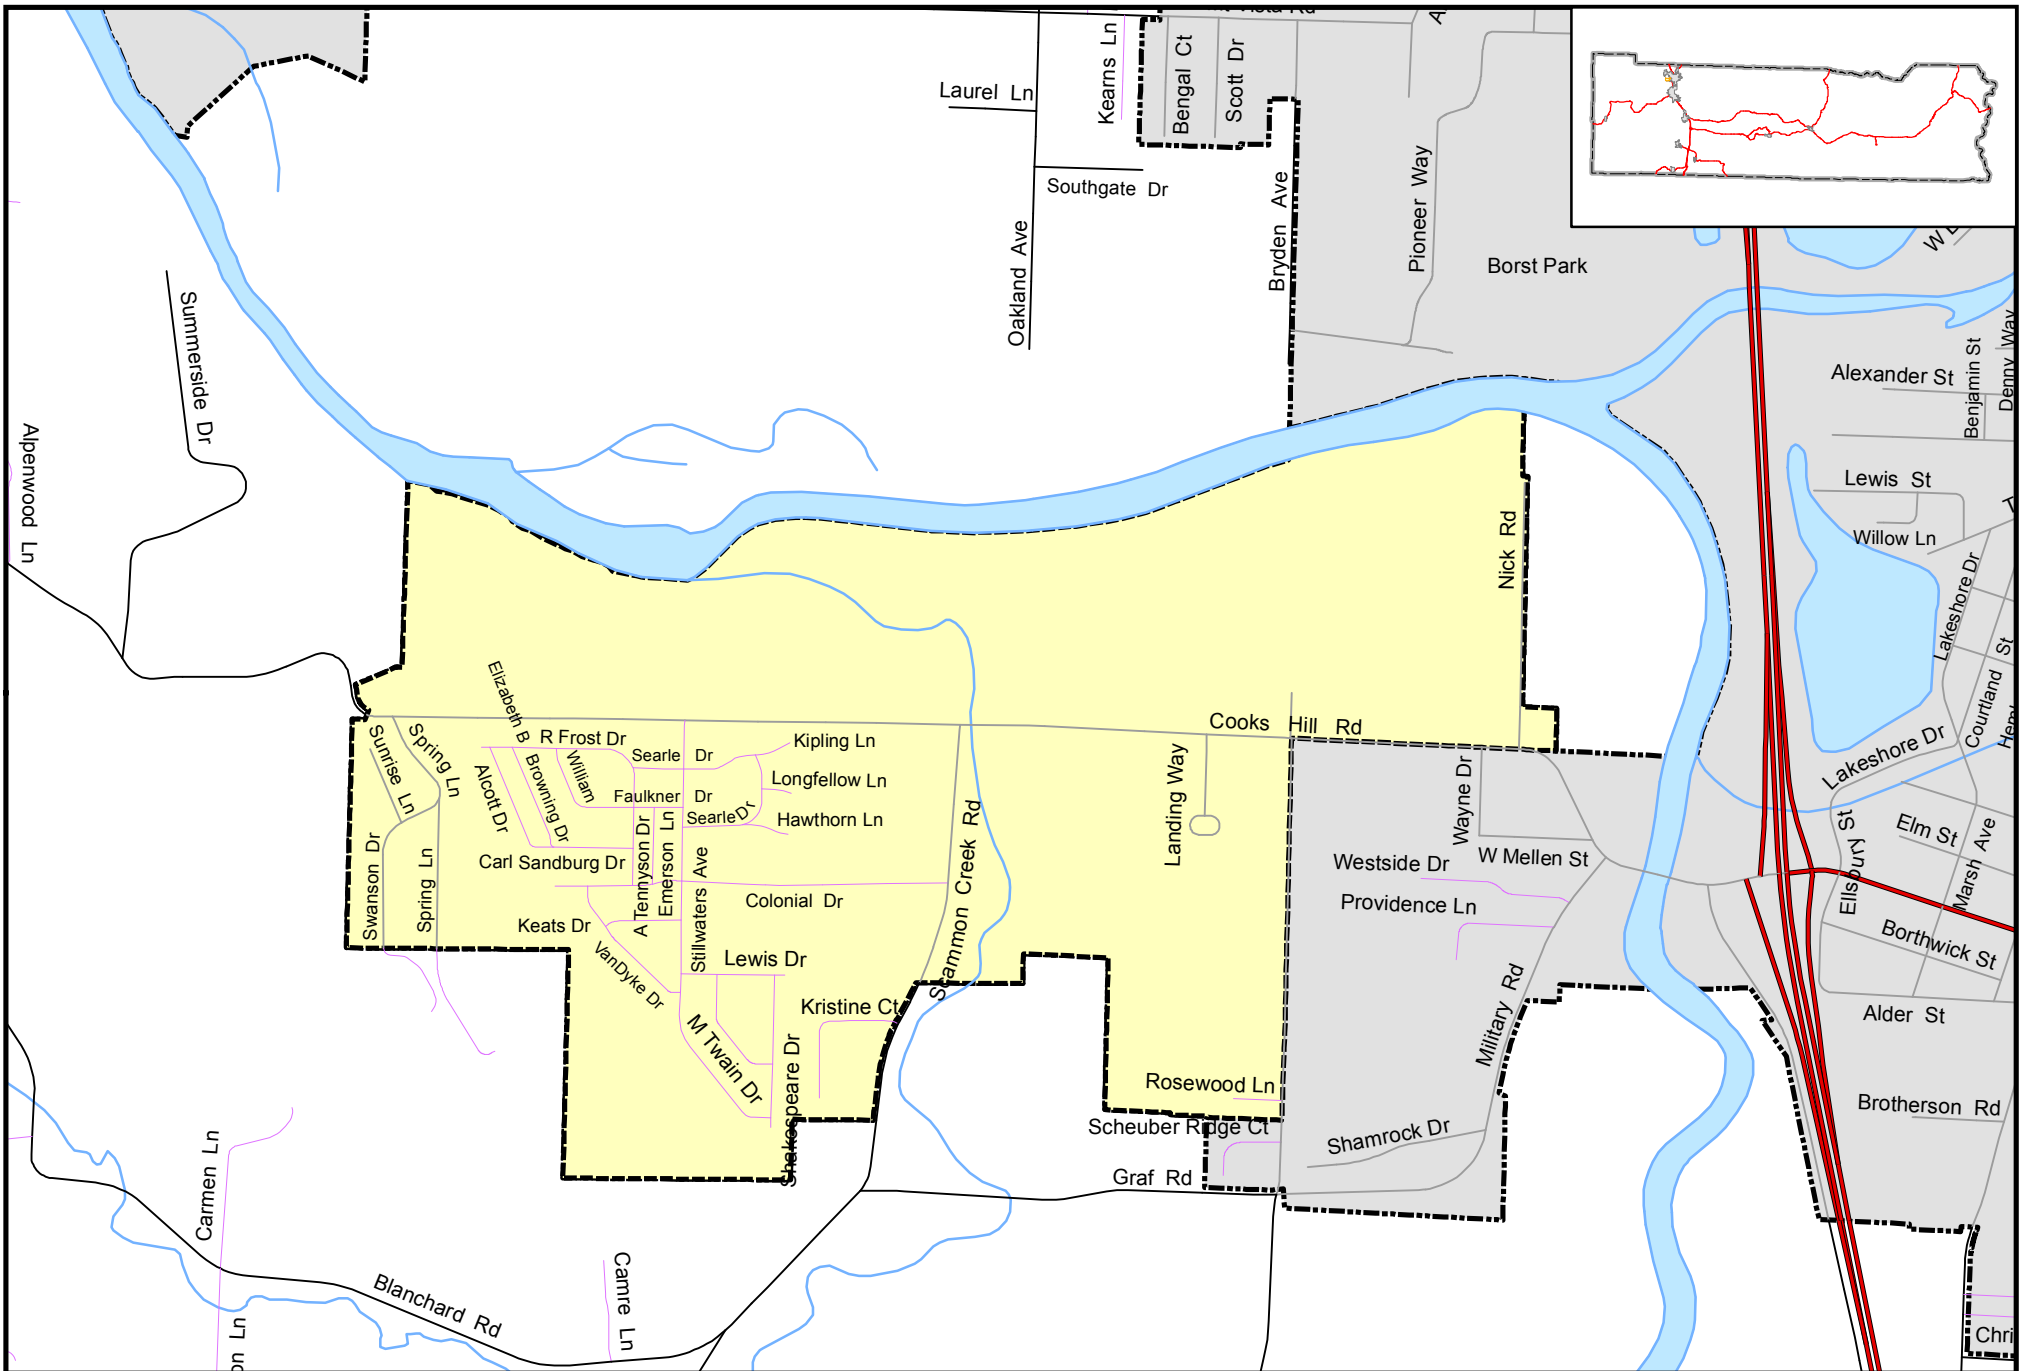 Vista Rd
Kearns Ln
Bengal Ct
Scott Dr
Laurel Ln
Southgate Dr
Oakland Ave
Bryden Ave
Pioneer Way
Borst Park
Summerside Dr
Alpenwood Ln
Alexander St
Benjamin St
Denny Way
Lewis St
Willow Ln
Nick Rd
Lakeshore Dr
Courtland St
Lakeshore Dr
Elizabeth B
Browning Dr
R Frost Dr
Searle Dr
Kipling Ln
Cooks Hill Rd
Sunrise Ln
Spring Ln
Alcott Dr
William
Faulkner Dr
Longfellow Ln
Searle Dr
Hawthorn Ln
Landing Way
Wayne Dr
W Mellen St
Westside Dr
Providence Ln
Elm St
Marsh Ave
Ellsbury St
Borthwick St
Alder St
Swanson Dr
Spring Ln
Carl Sandburg Dr
A Tennyson Dr
Emerson Ln
Stillwaters Ave
Colonial Dr
Scammon Creek Rd
Keats Dr
VanDyke Dr
Lewis Dr
Kristine Ct
M Twain Dr
Shakespeare Dr
Military Rd
Rosewood Ln
Scheuber Ridge Ct
Shamrock Dr
Graf Rd
Brotherson Rd
Carmen Ln
Camre Ln
Blanchard Rd
on Ln
Chri